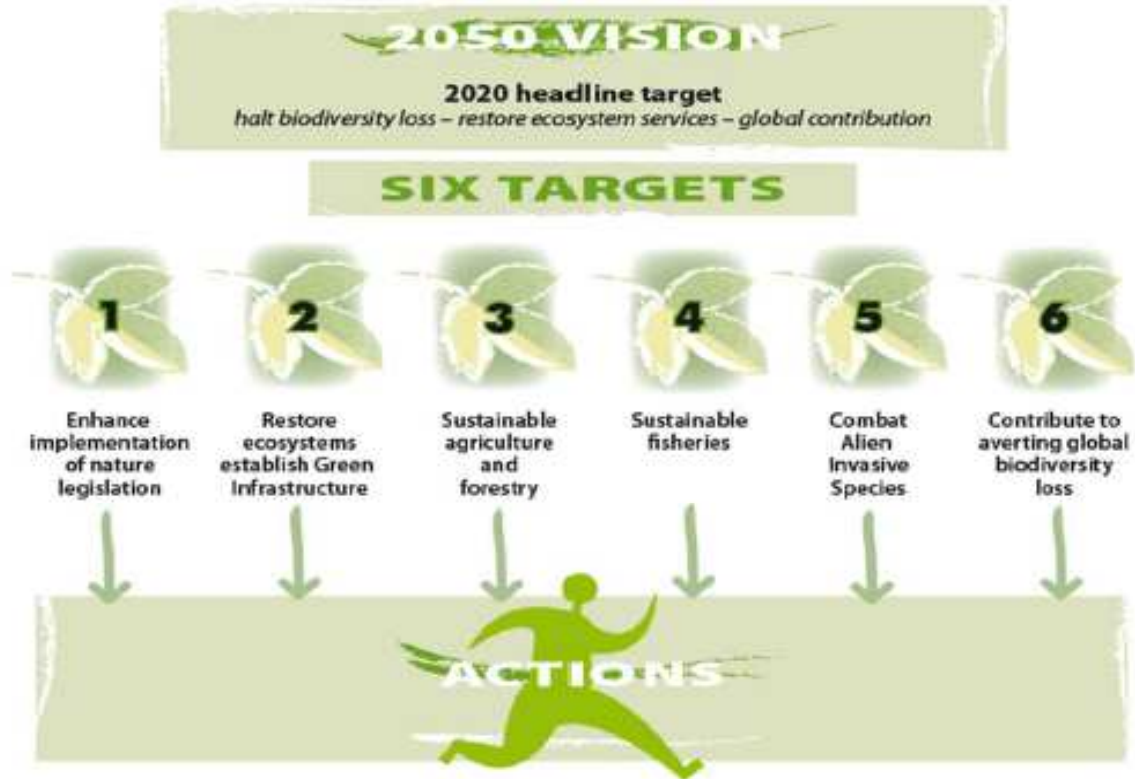 2050 VISION
2020 headline target
halt biodiversity loss – restore ecosystem services – global contribution
SIX TARGETS
1
Enhance
implementation
of nature
legislation
2
Restore
ecosystems
establish Green
Infrastructure
3
Sustainable
agriculture
and
forestry
4
Sustainable
fisheries
5
Combat
Alien
Invasive
Species
6
Contribute to
averting global
biodiversity
loss
ACTIONS